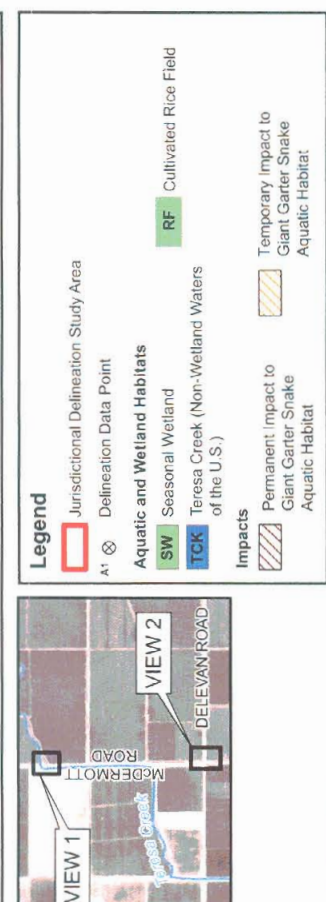 Legend
Jurisdictional Delineation Study Area
A1
Delineation Data Point
Aquatic and Wetland Habitats
SW
Seasonal Wetland
RF
Cultivated Rice Field
TCK
Teresa Creek (Non-Wetland Waters
of the U.S.)
Impacts
Permanent Impact to
Giant Garter Snake
Aquatic Habitat
Temporary Impact to
Giant Garter Snake
Aquatic Habitat
VIEW 1
McDERMOTT
ROAD
Teresa Creek
VIEW 2
DELEVAN ROAD